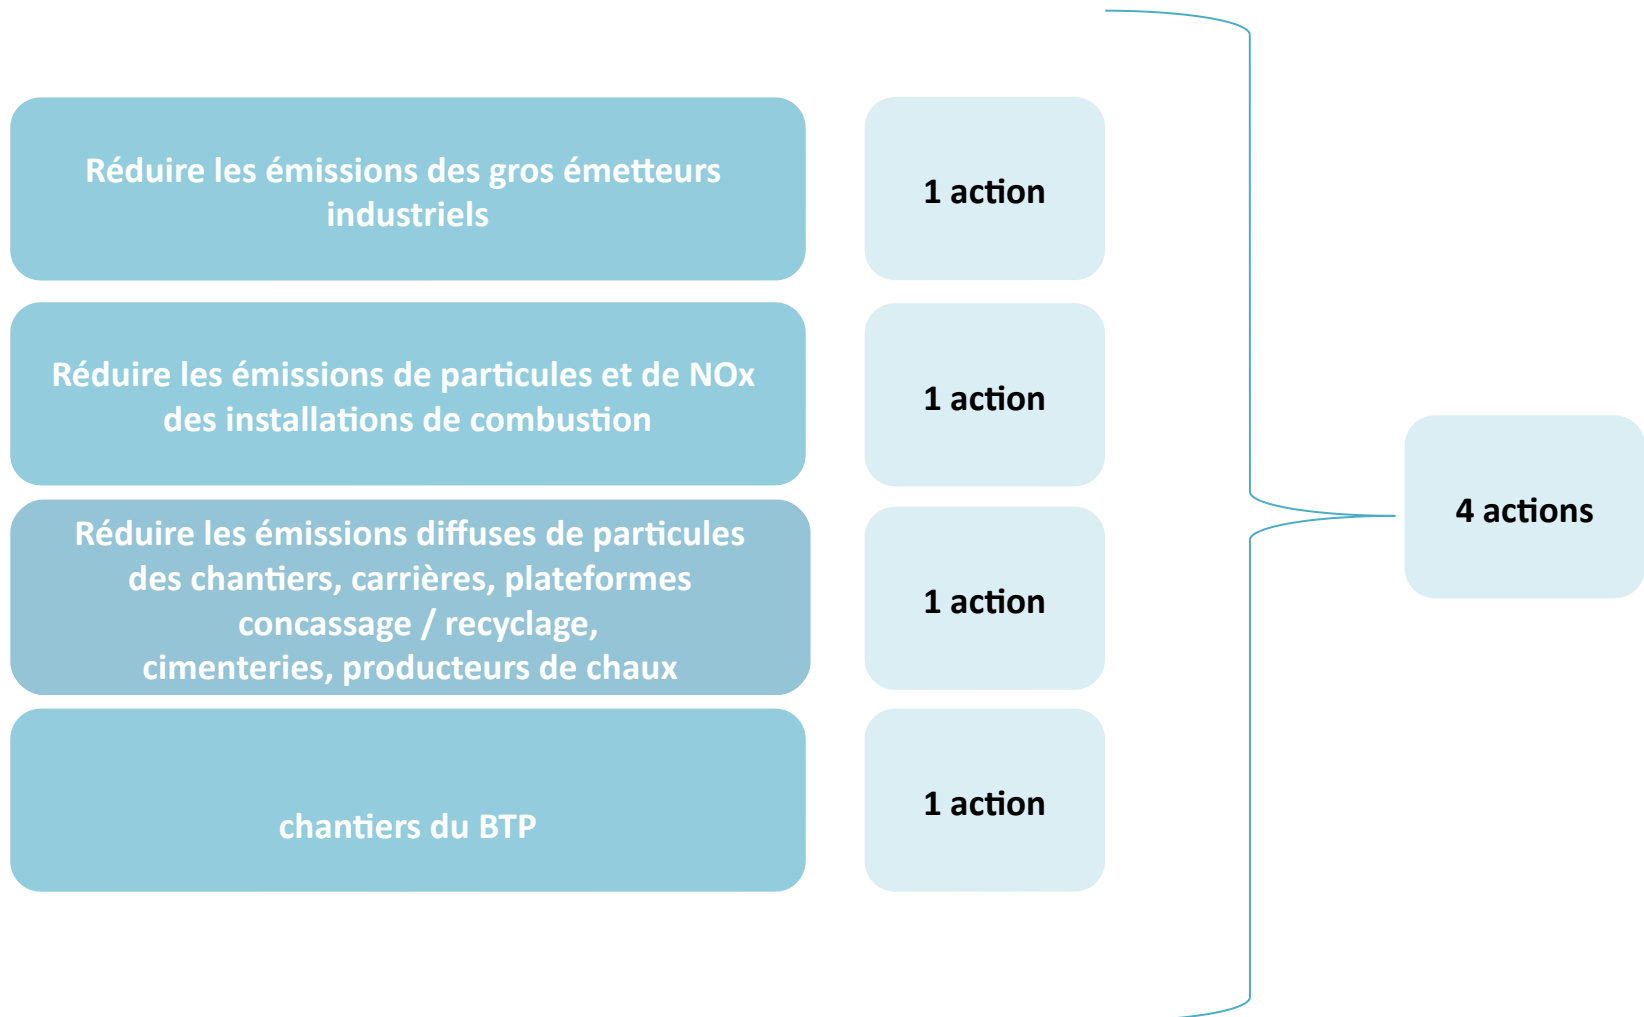 Réduire les émissions des gros émetteurs
industriels
1 action
Réduire les émissions de particules et de NOx
des installations de combustion
1 action
Réduire les émissions diffuses de particules
des chantiers, carrières, plateformes
concassage / recyclage,
cimenteries, producteurs de chaux
1 action
chantiers du BTP
1 action
4 actions